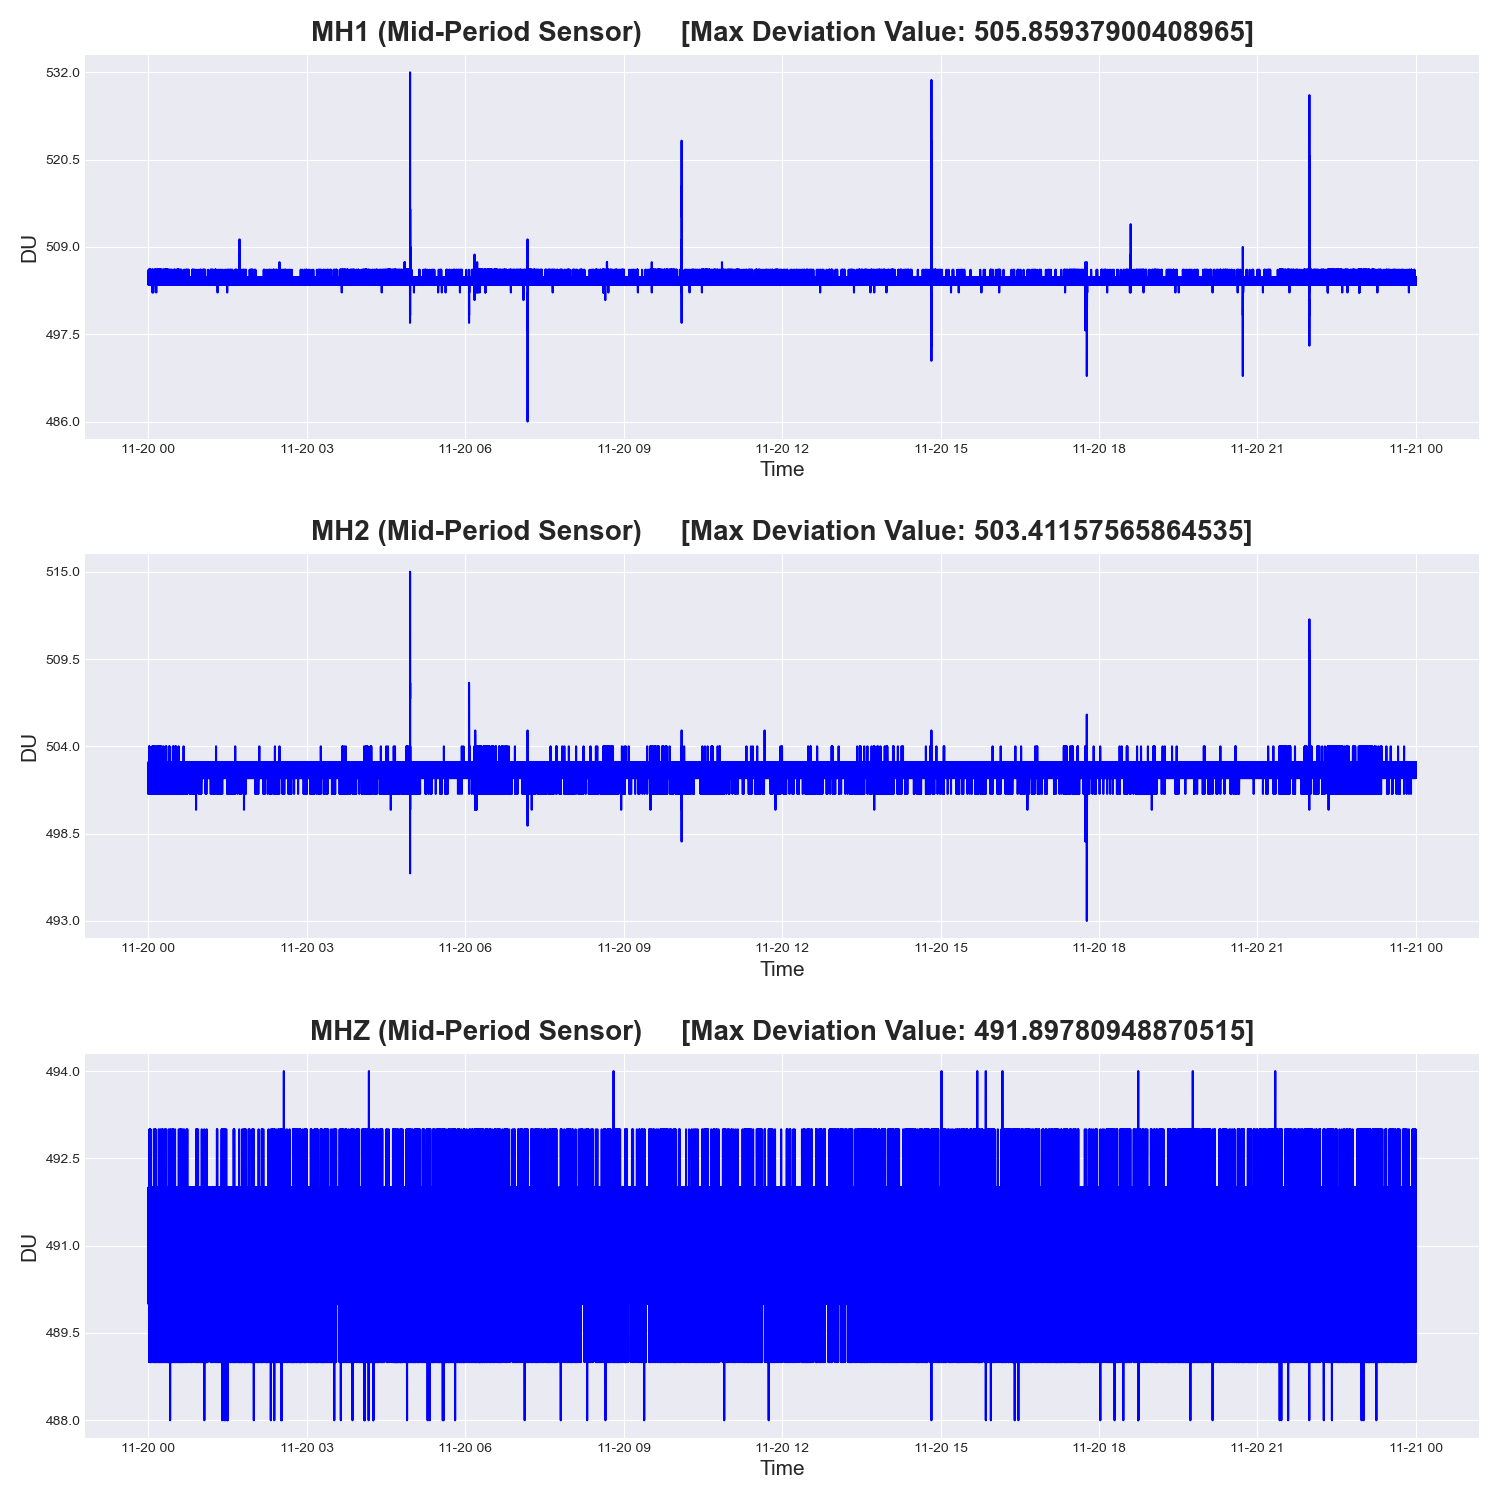 MH1 (Mid-Period Sensor) [Max Deviation Value: 505.85937900408965]
532.0
520.5
509.0
497.5
486.0
DU
11-20 00 11-20 03 11-20 06 11-20 09 11-20 12 11-20 15 11-20 18 11-20 21 11-21 00
Time
MH2 (Mid-Period Sensor) [Max Deviation Value: 503.41157565864535]
515.0
509.5
504.0
498.5
493.0
DU
11-20 00 11-20 03 11-20 06 11-20 09 11-20 12 11-20 15 11-20 18 11-20 21 11-21 00
Time
MHZ (Mid-Period Sensor) [Max Deviation Value: 491.89780948870515]
494.0
492.5
491.0
489.5
488.0
DU
11-20 00 11-20 03 11-20 06 11-20 09 11-20 12 11-20 15 11-20 18 11-20 21 11-21 00
Time